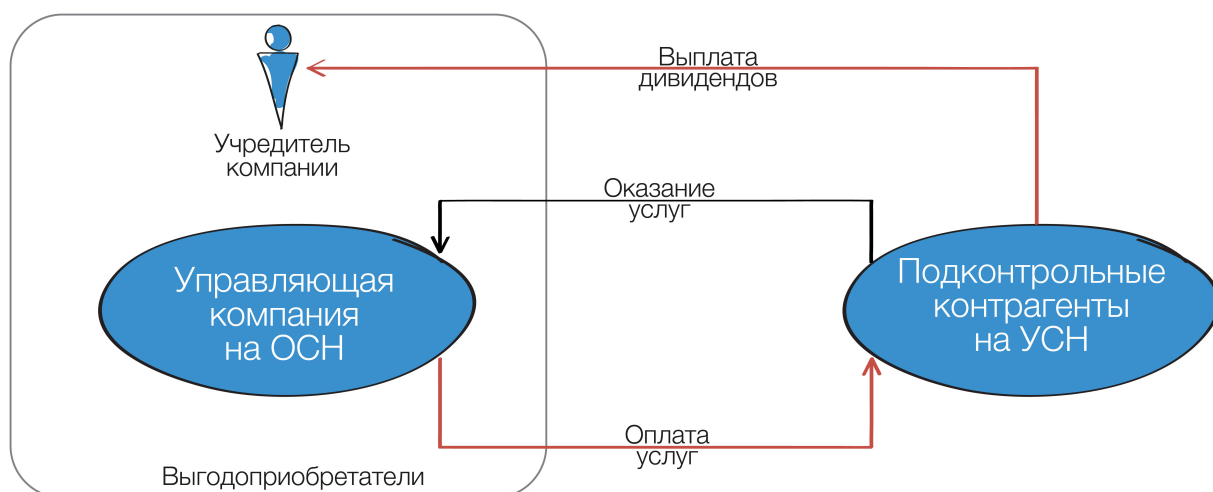 Выплата
дивидендов
Учредитель
компании
Оказание
услуг
Управляющая
компания
на ОСН
Подконтрольные
контрагенты
на УСН
Оплата
услуг
Выгодоприобретатели